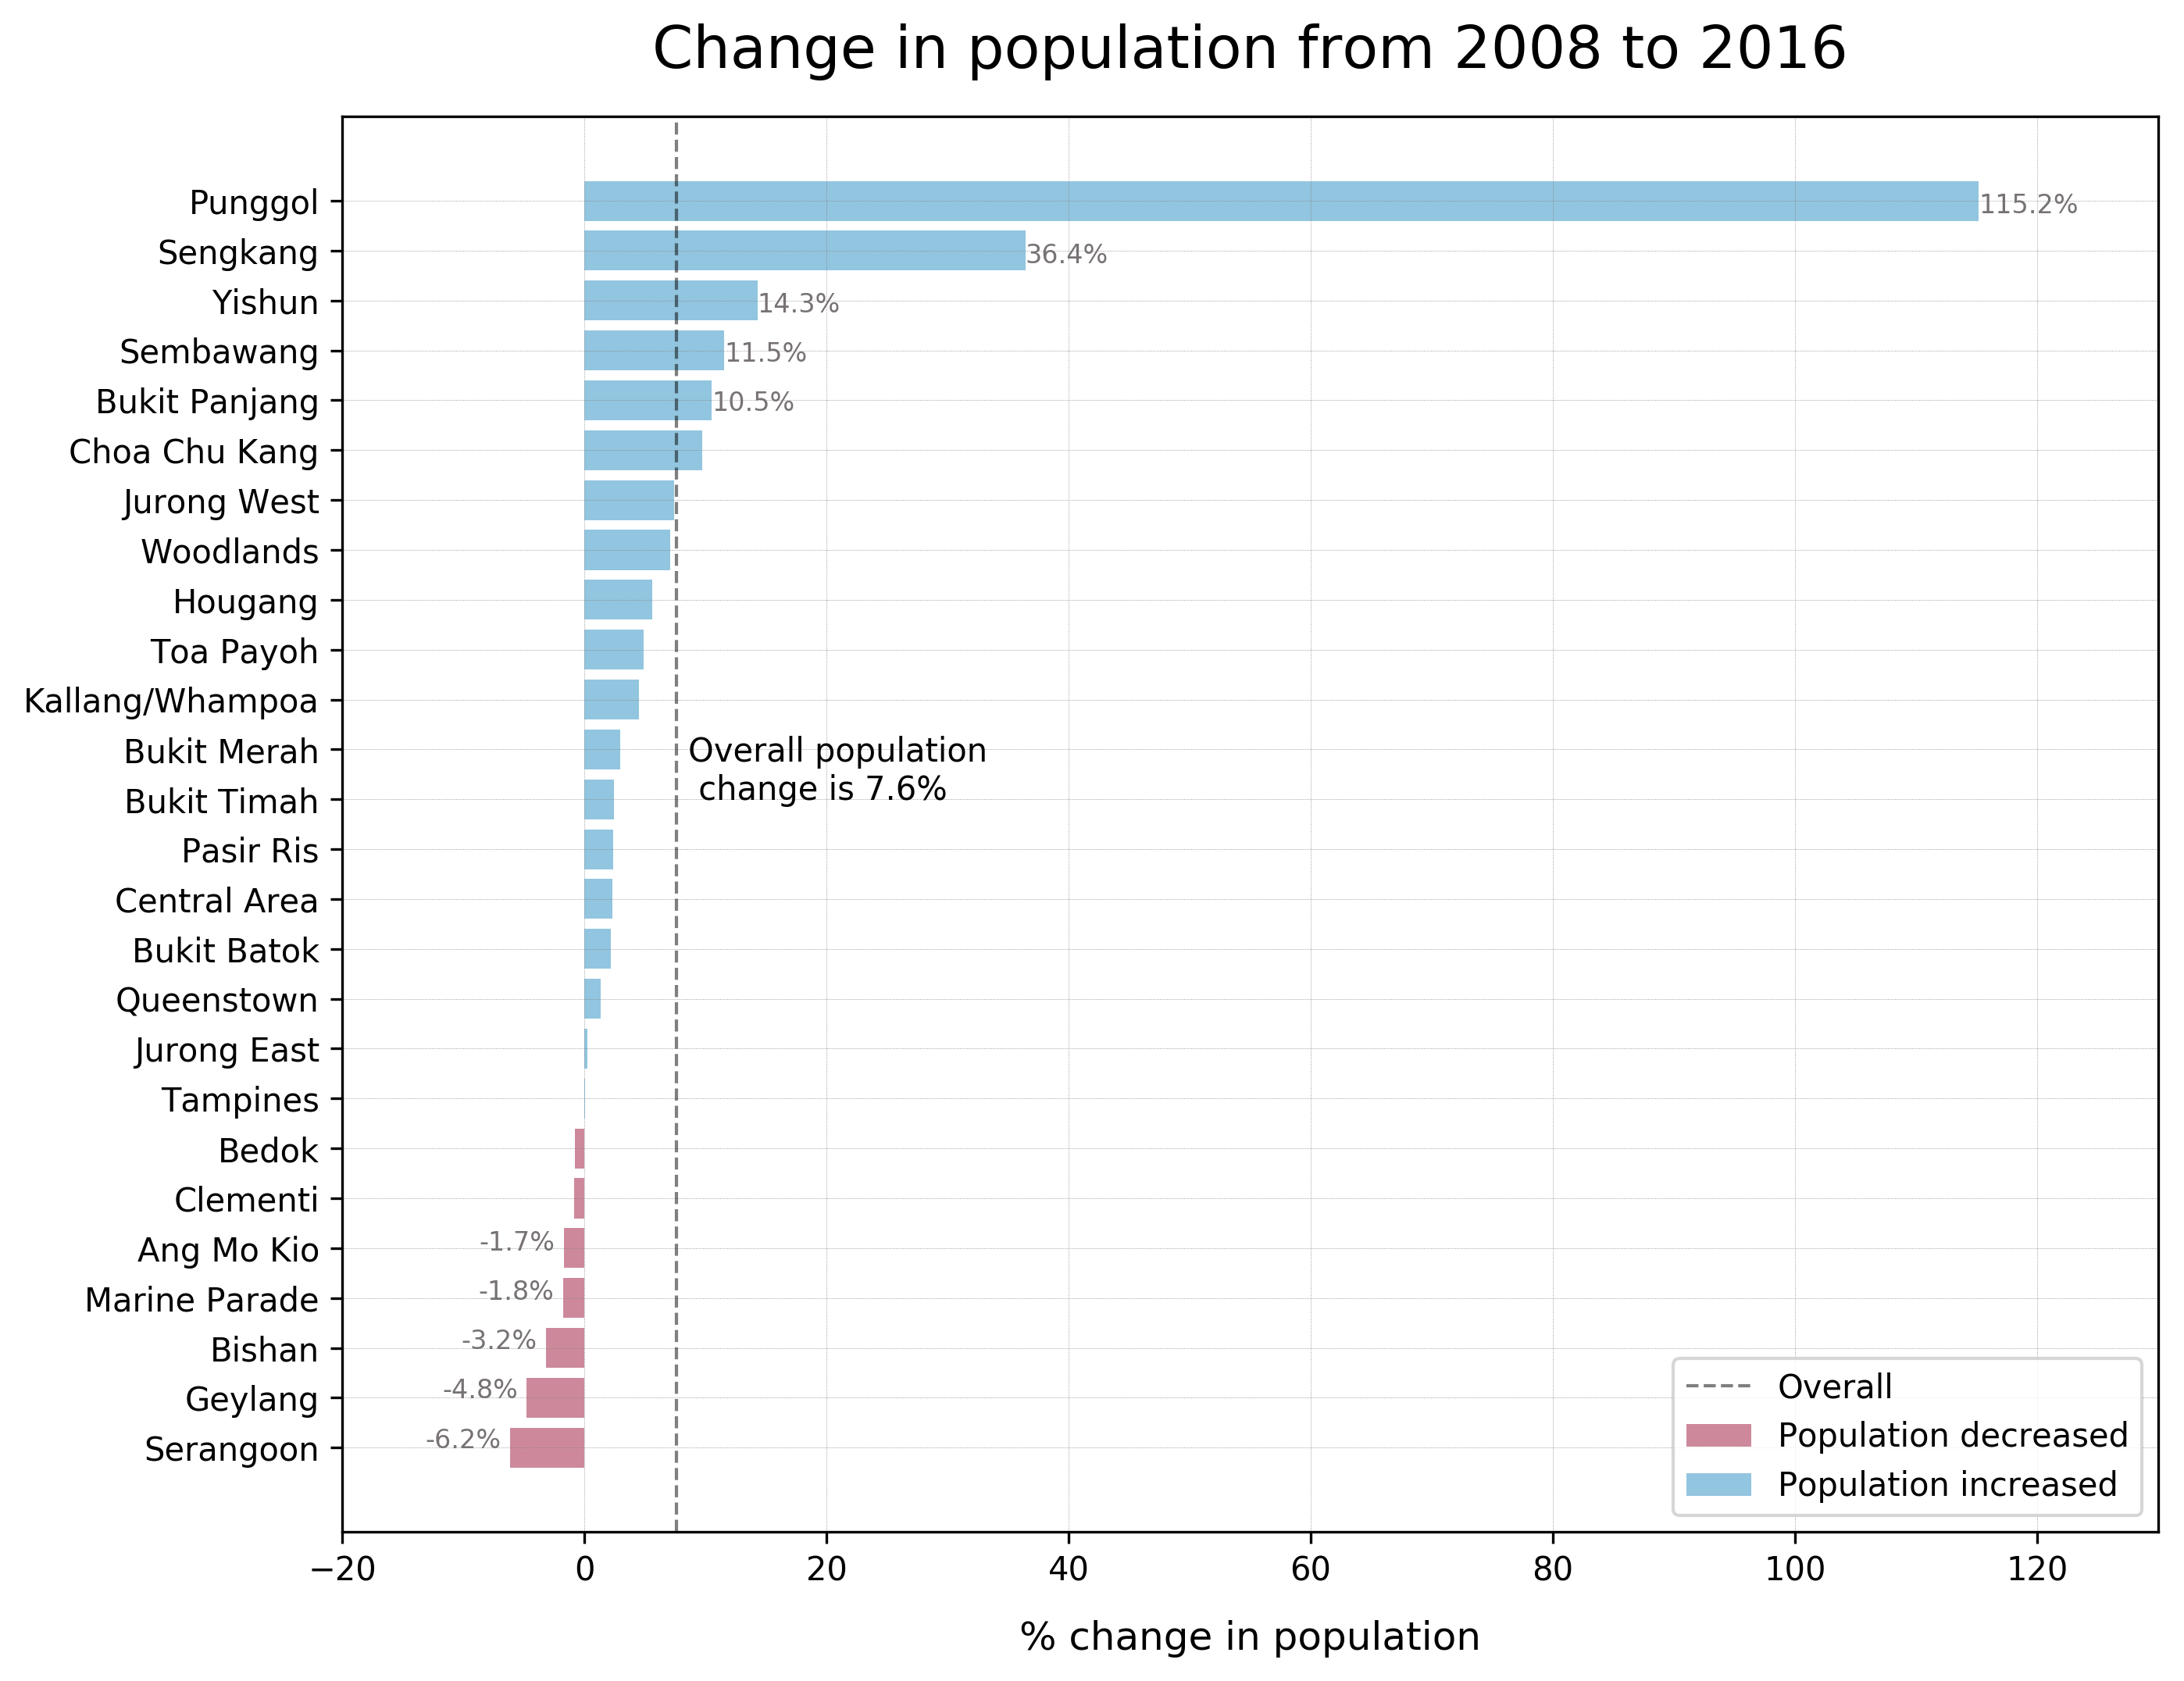 Change in population from 2008 to 2016
Punggol
115.2%
Sengkang
36.4%
Yishun
14.3%
Sembawang
11.5%
Bukit Panjang
10.5%
Choa Chu Kang
Jurong West
Woodlands
Hougang
Toa Payoh
Kallang/Whampoa
Bukit Merah
Overall population
change is 7.6%
Bukit Timah
Pasir Ris
Central Area
Bukit Batok
Queenstown
Jurong East
Tampines
Bedok
Clementi
Ang Mo Kio
-1.7%
Marine Parade
-1.8%
Bishan
-3.2%
Geylang
-4.8%
Serangoon
-6.2%
Overall
Population decreased
Population increased
−20 0 20 40 60 80 100 120
% change in population